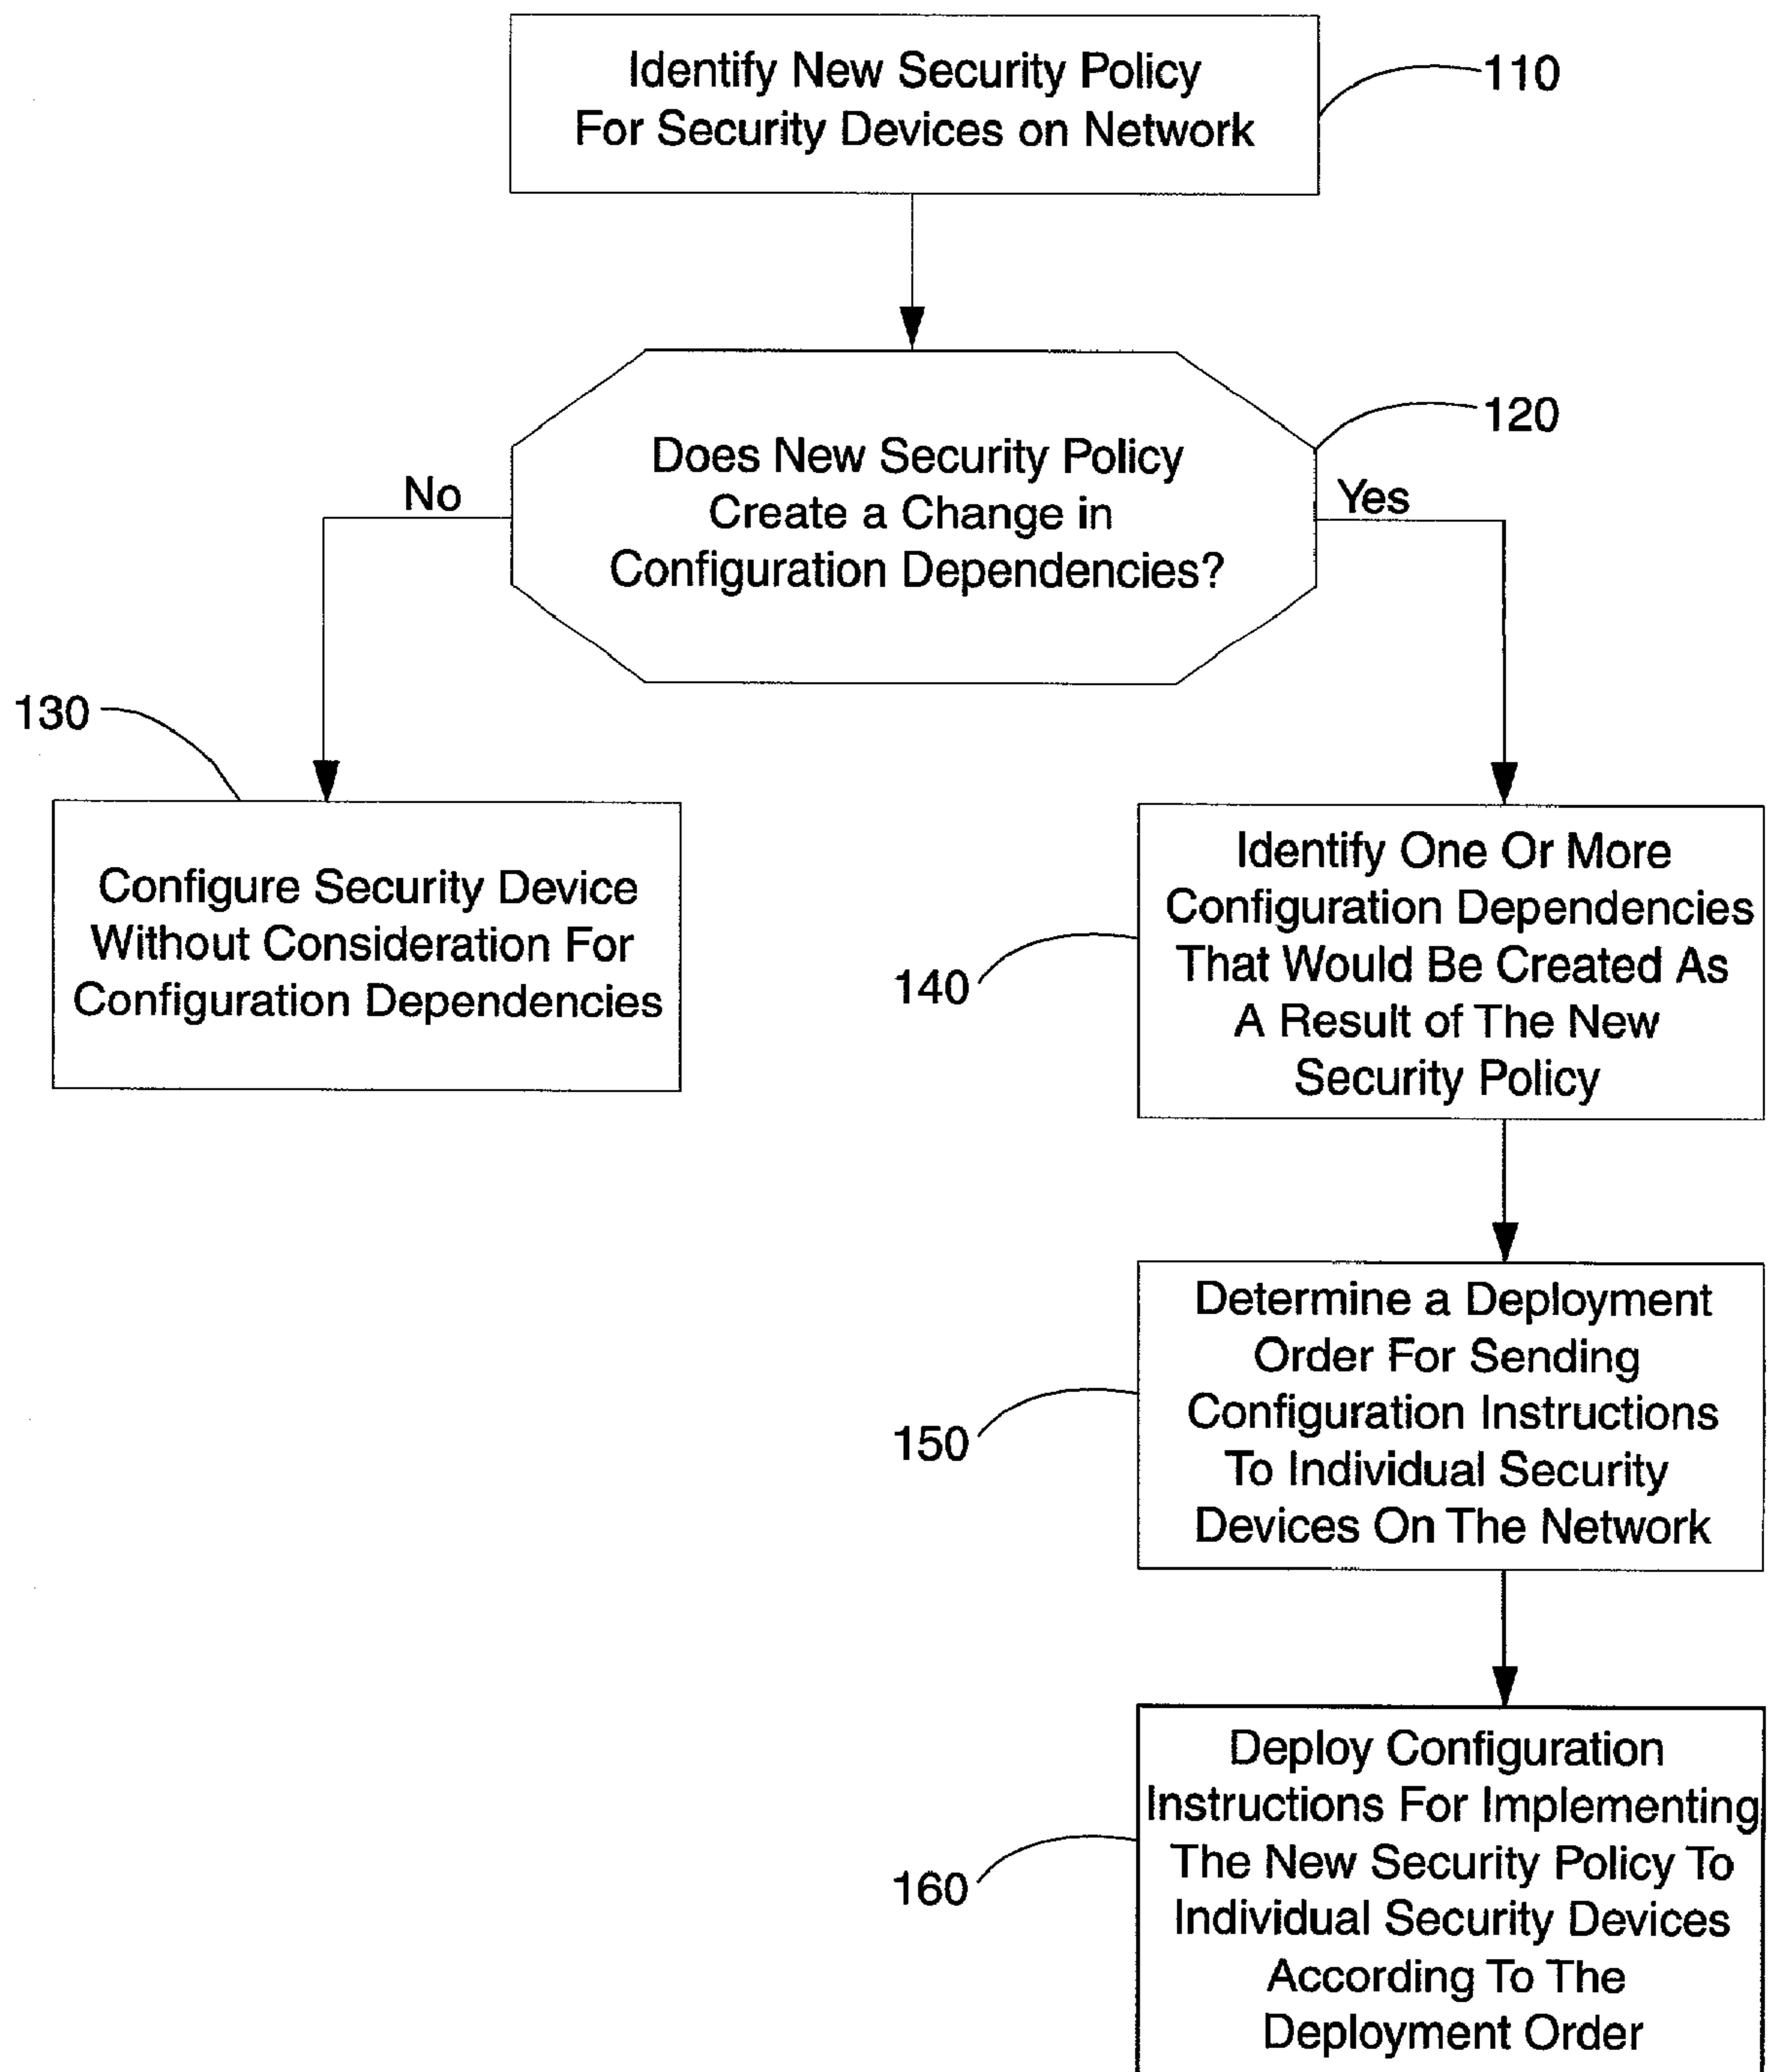 Identify New Security Policy
For Security Devices on Network
110
Does New Security Policy
Create a Change in
Configuration Dependencies?
120
No
Yes
130
Configure Security Device
Without Consideration For
Configuration Dependencies
Identify One Or More
Configuration Dependencies
That Would Be Created As
A Result of The New
Security Policy
140
Determine a Deployment
Order For Sending
Configuration Instructions
To Individual Security
Devices On The Network
150
Deploy Configuration
Instructions For Implementing
The New Security Policy To
Individual Security Devices
According To The
Deployment Order
160